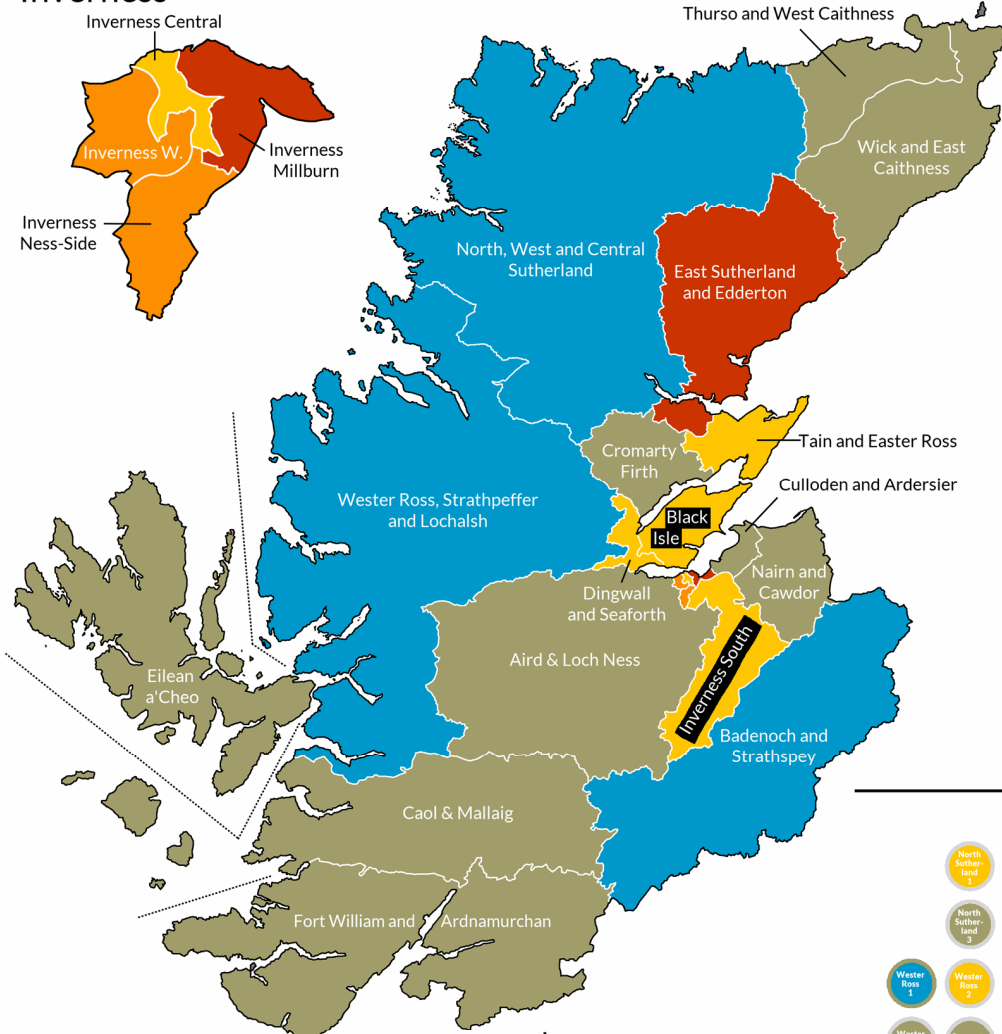 Inverness
Inverness Central
Thurso and West Caithness
Inverness W.
Inverness
Millburn
Wick and East
Caithness
Inverness
Ness-Side
North, West and Central
Sutherland
East Sutherland
and Edderton
Tain and Easter Ross
Cromarty
Firth
Culloden and Ardersier
Wester Ross, Strathpeffer
and Lochalsh
Black
Isle
Nairn and
Cawdor
Dingwall
and Seaforth
Aird & Loch Ness
Inverness South
Eilean
a'Cheo
Badenoch and
Strathspey
Caol & Mallaig
Fort William and Ardnamurchan
North
Suther-
land
1
North
Suther-
land
3
Wester
Ross
1
Wester
Ross
2